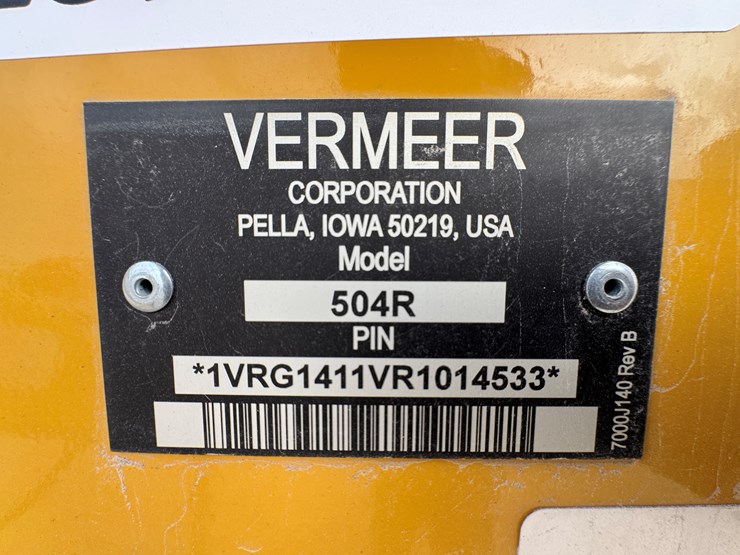 VERMEER
CORPORATION
PELLA, IOWA 50219, USA
Model
504R
PIN
*1VRG1411VR1014533*
7000J140 Rev B